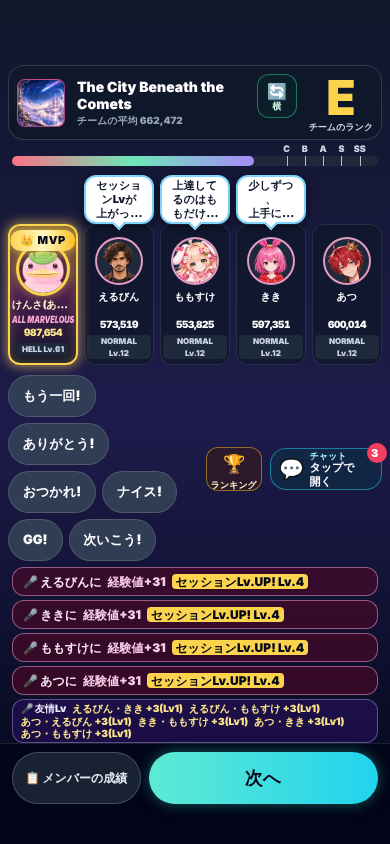 The City Beneath the
Comets
チームの平均 662,472
🔄
横
E
チームのランク
C B A S SS
セッショ
ンLvが
上がっ...
上達して
るのはも
もだけ...
少しずつ
、
上手に...
👑 MVP
けんさ(あ...
ALL MARVELOUS
987,654
HELL Lv.61
えるびん
573,519
NORMAL
Lv.12
ももすけ
553,825
NORMAL
Lv.12
きき
597,351
NORMAL
Lv.12
あつ
600,014
NORMAL
Lv.12
もう一回!
ありがとう!
おつかれ! ナイス!
GG! 次いこう!
🏆
ランキング
💬 チャット
タップで
開く
3
🎤 えるびんに 経験値+31 セッションLv.UP! Lv.4
🎤 ききに 経験値+31 セッションLv.UP! Lv.4
🎤 ももすけに 経験値+31 セッションLv.UP! Lv.4
🎤 あつに 経験値+31 セッションLv.UP! Lv.4
🎤 友情Lv えるびん・きき +3(Lv1) えるびん・ももすけ +3(Lv1)
あつ・えるびん +3(Lv1) きき・ももすけ +3(Lv1) あつ・きき +3(Lv1)
あつ・ももすけ +3(Lv1)
📋 メンバーの成績
次へ